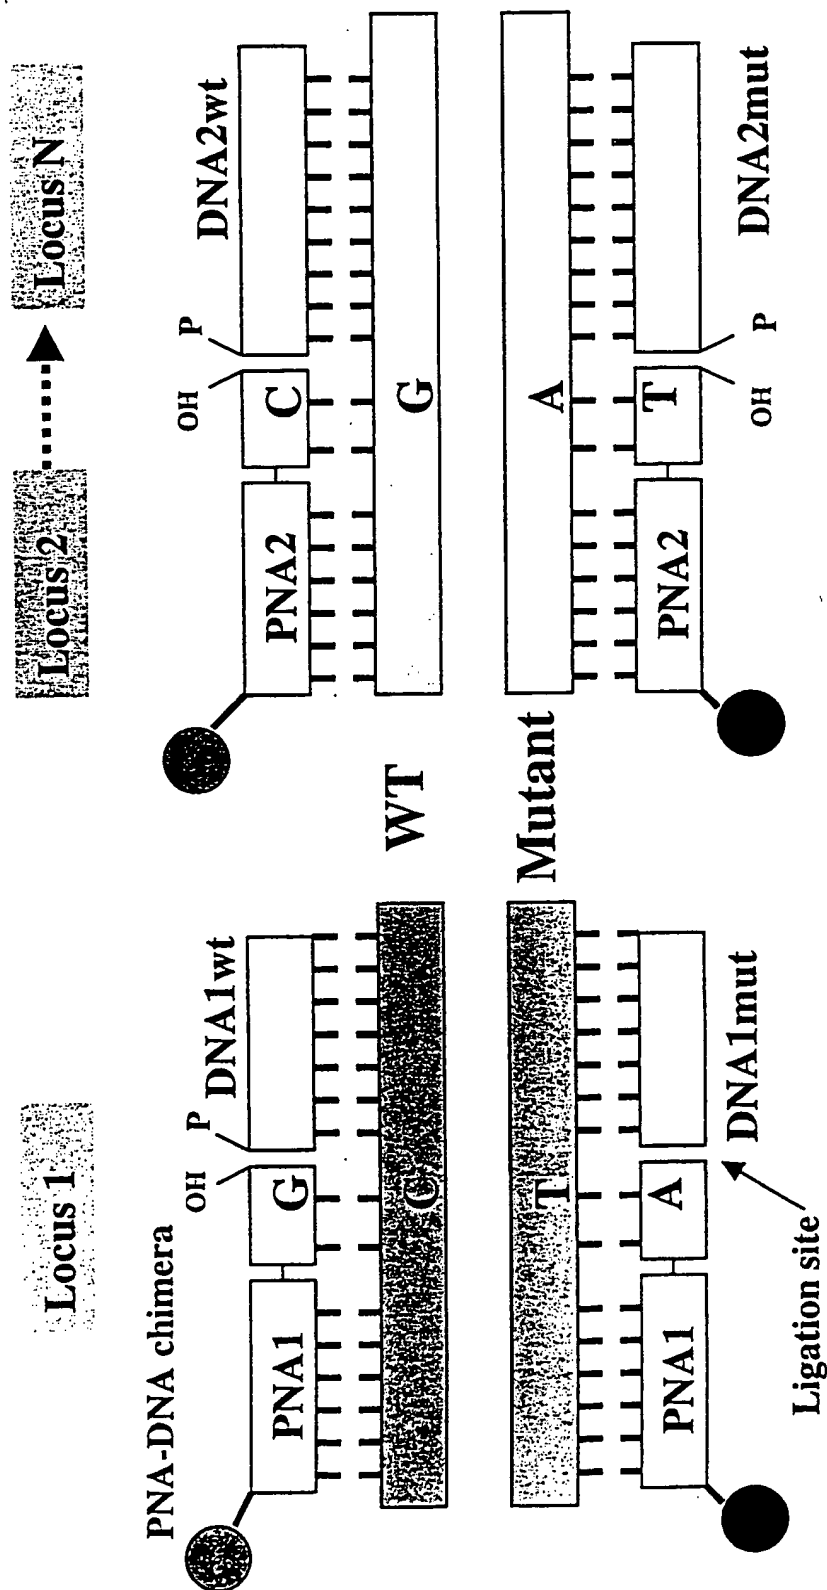 Locus 1
Locus 2
Locus N
PNA-DNA chimera
OH
P
DNA1wt
PNA1
G
C
OH
P
DNA2wt
PNA2
C
G
WT
Mutant
T
PNA1
A
DNA1mut
Ligation site
A
PNA2
T
DNA2mut
OH
P